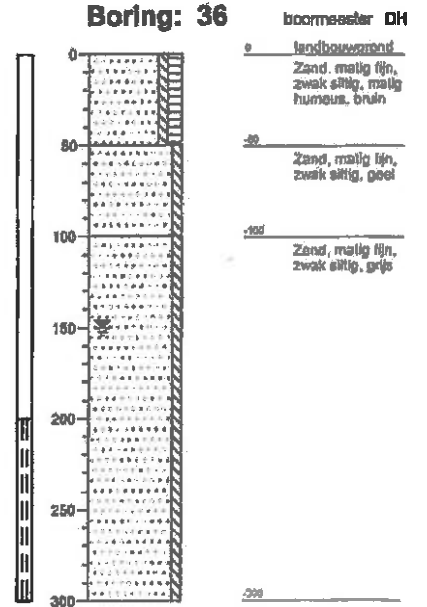 Boring: 36
boormeester DH
0
50
100
150
200
250
300
0 landbouwgrond
Zand, matig fijn,
zwak siltig, matig
humeus, bruin
-50
Zand, matig fijn,
zwak siltig, geel
-100
Zand, matig fijn,
zwak siltig, grijs
-300